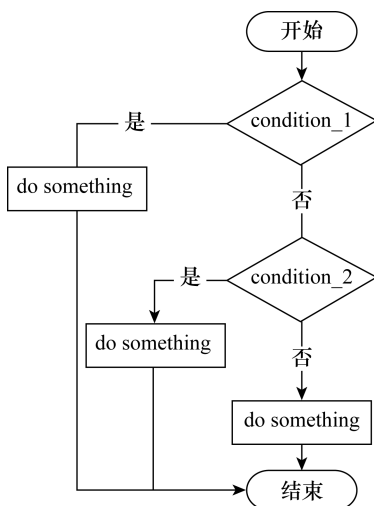 开始
condition_1
是
do something
否
condition_2
是
do something
否
do something
结束